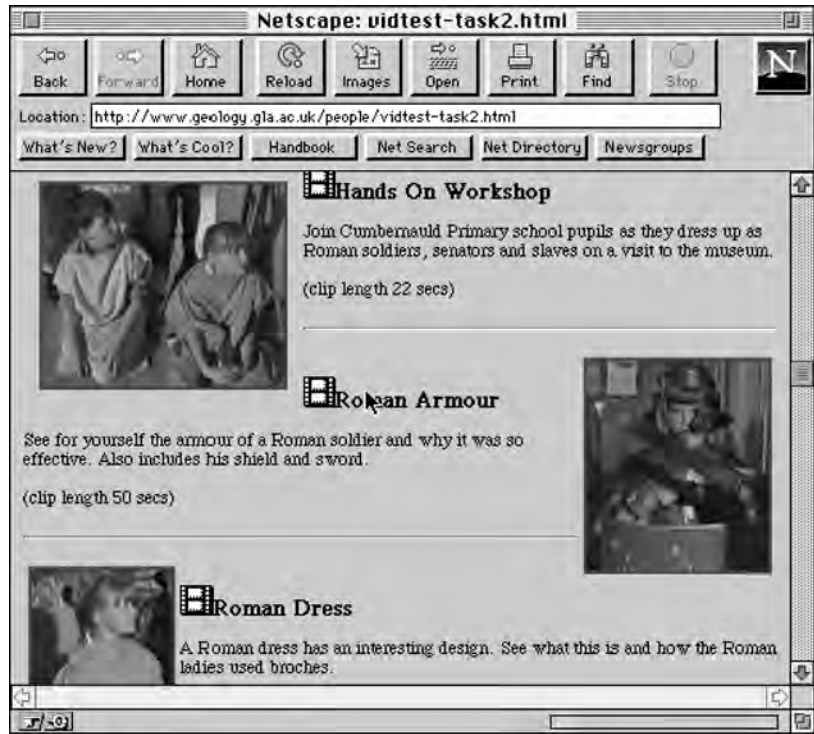 Netscape: vidtest-task2.html
Back Forward Home Reload Images Open Print Find Stop N
Location: http://www.geology.gla.ac.uk/people/vidtest-task2.html
What's New? What's Cool? Handbook Net Search Net Directory Newsgroups
Hands On Workshop
Join Cumbernauld Primary school pupils as they dress up as
Roman soldiers, senators and slaves on a visit to the museum.
(clip length 22 secs)
Roman Armour
See for yourself the armour of a Roman soldier and why it was so
effective. Also includes his shield and sword.
(clip length 50 secs)
Roman Dress
A Roman dress has an interesting design. See what this is and how the Roman
ladies used broches.